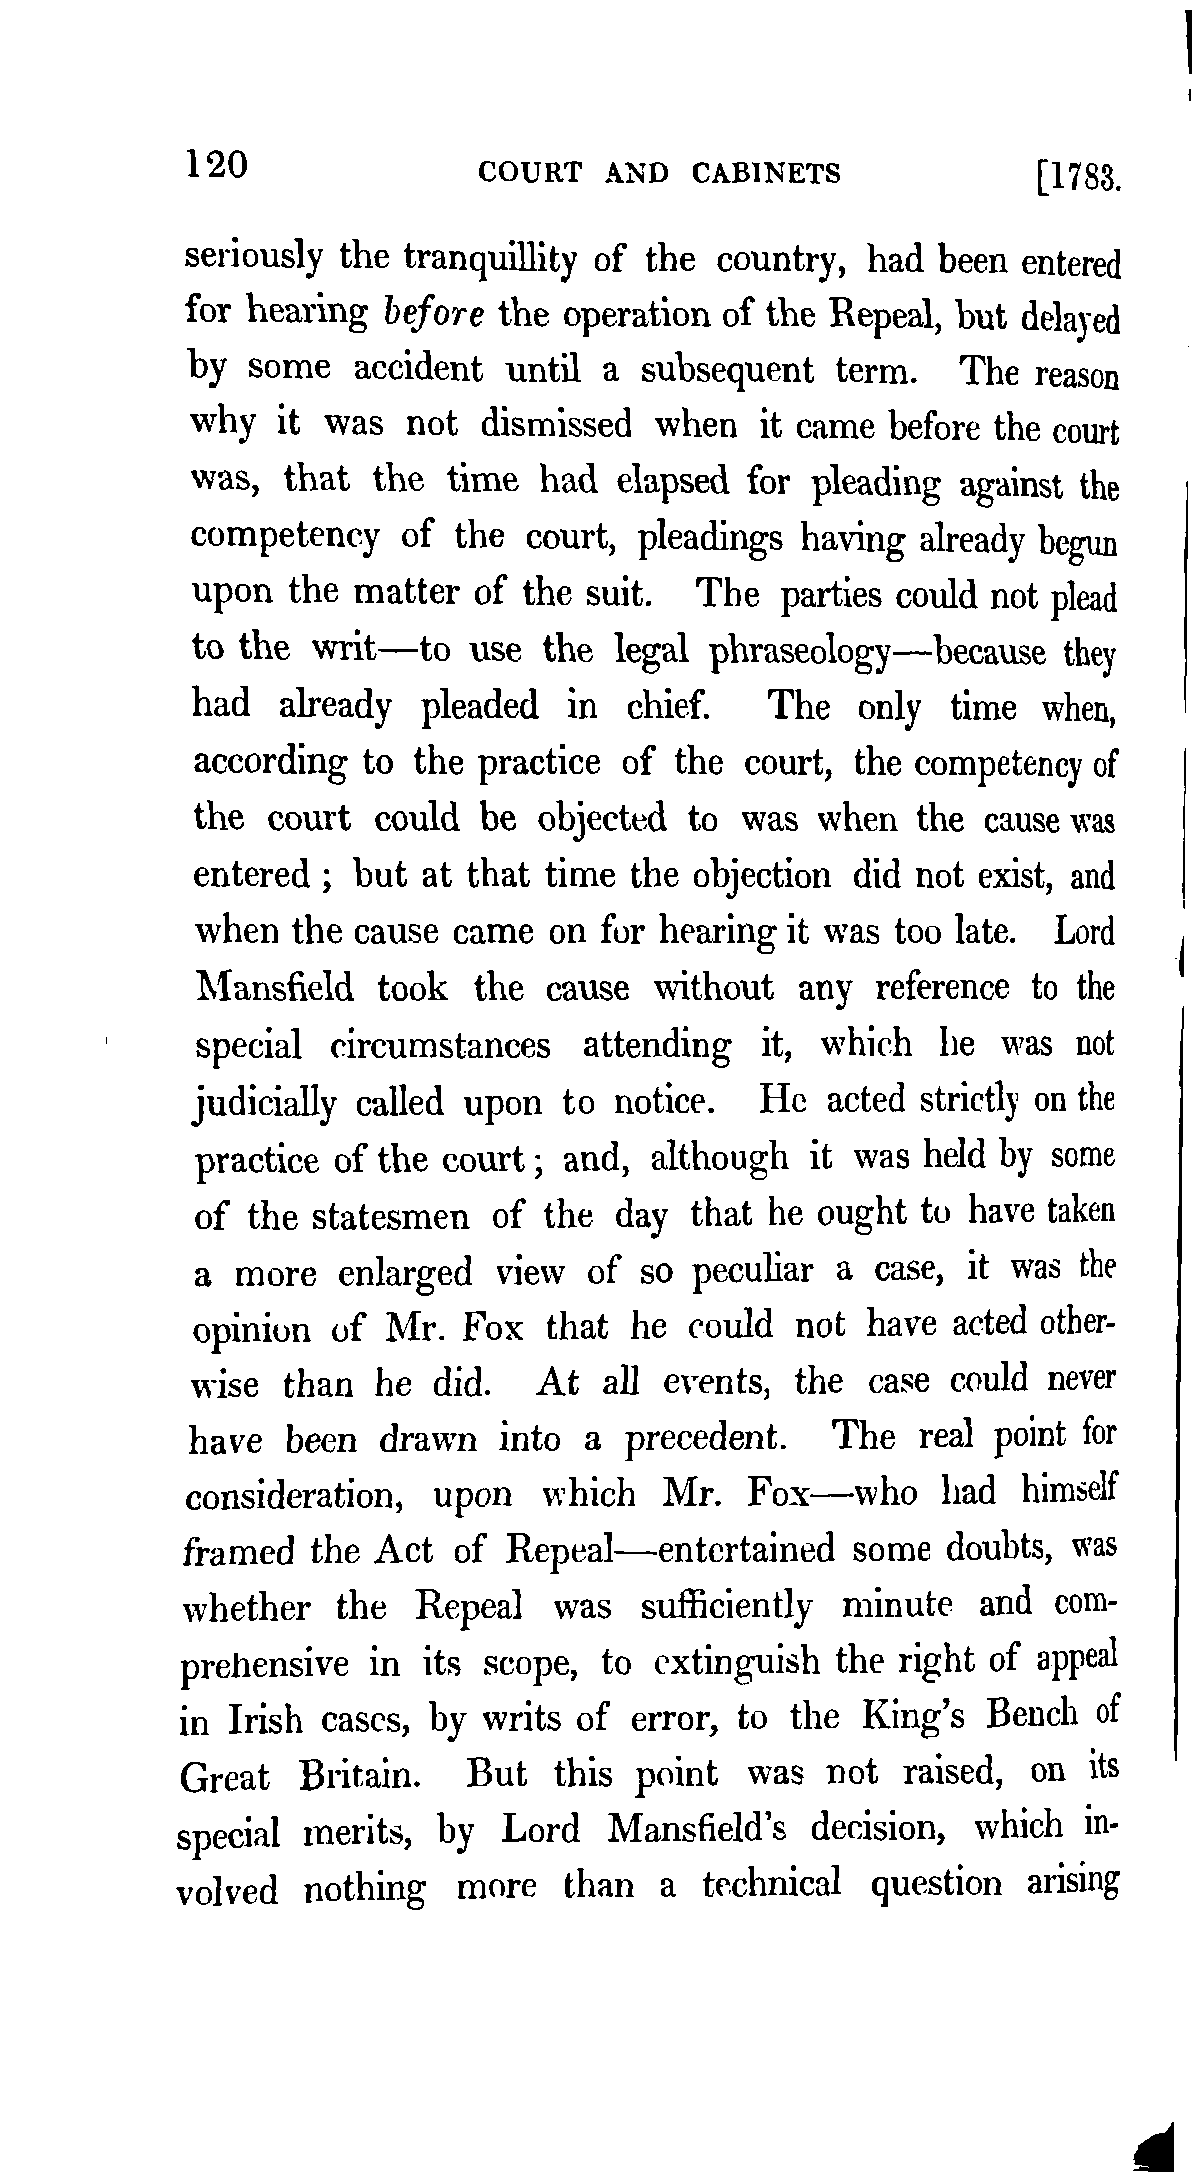 120 COURT AND CABINETS [1783.
seriously the tranquillity of the country, had been entered
for hearing before the operation of the Repeal, but delayed
by some accident until a subsequent term. The reason
why it was not dismissed when it came before the court
was, that the time had elapsed for pleading against the
competency of the court, pleadings having already begun
upon the matter of the suit. The parties could not plead
to the writ—to use the legal phraseology—because they
had already pleaded in chief. The only time when,
according to the practice of the court, the competency of
the court could be objected to was when the cause was
entered ; but at that time the objection did not exist, and
when the cause came on for hearing it was too late. Lord
Mansfield took the cause without any reference to the
special circumstances attending it, which he was not
judicially called upon to notice. He acted strictly on the
practice of the court ; and, although it was held by some
of the statesmen of the day that he ought to have taken
a more enlarged view of so peculiar a case, it was the
opinion of Mr. Fox that he could not have acted other-
wise than he did. At all events, the case could never
have been drawn into a precedent. The real point for
consideration, upon which Mr. Fox—who had himself
framed the Act of Repeal—entertained some doubts, was
whether the Repeal was sufficiently minute and com-
prehensive in its scope, to extinguish the right of appeal
in Irish cases, by writs of error, to the King's Bench of
Great Britain. But this point was not raised, on its
special merits, by Lord Mansfield's decision, which in-
volved nothing more than a technical question arising